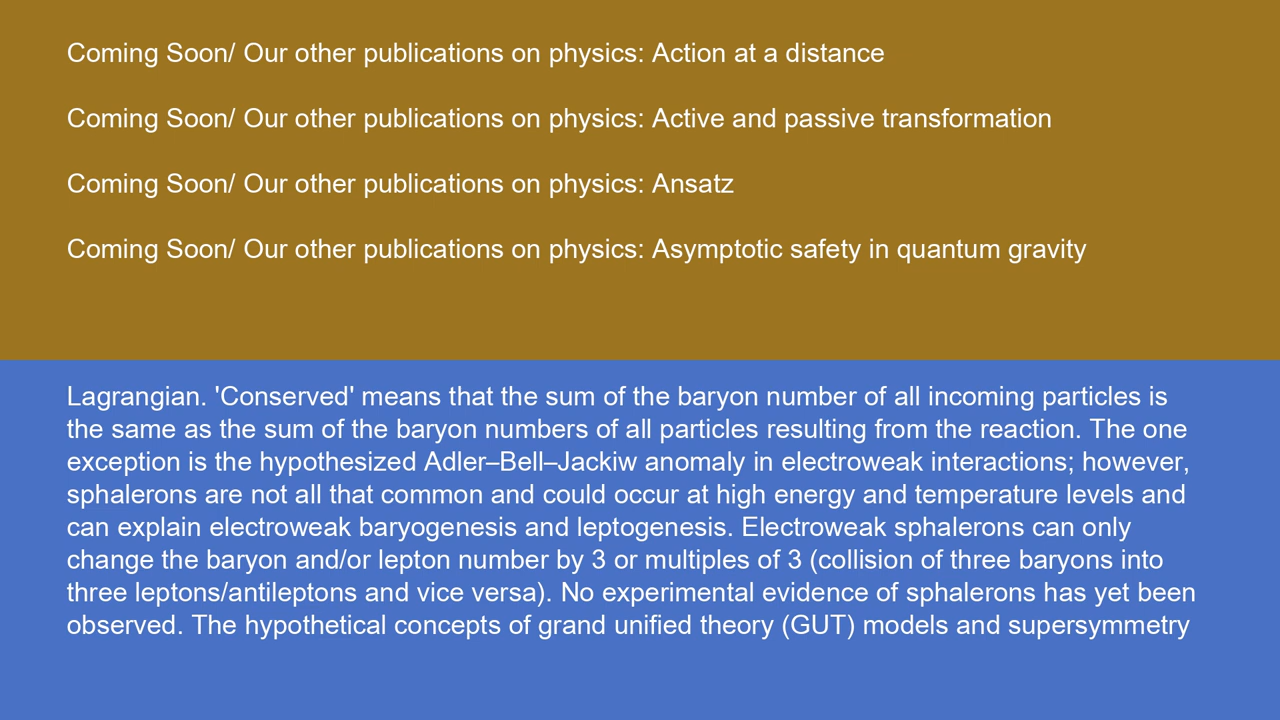 Coming Soon/ Our other publications on physics: Action at a distance
Coming Soon/ Our other publications on physics: Active and passive transformation
Coming Soon/ Our other publications on physics: Ansatz
Coming Soon/ Our other publications on physics: Asymptotic safety in quantum gravity
Lagrangian. 'Conserved' means that the sum of the baryon number of all incoming particles is
the same as the sum of the baryon numbers of all particles resulting from the reaction. The one
exception is the hypothesized Adler–Bell–Jackiw anomaly in electroweak interactions; however,
sphalerons are not all that common and could occur at high energy and temperature levels and
can explain electroweak baryogenesis and leptogenesis. Electroweak sphalerons can only
change the baryon and/or lepton number by 3 or multiples of 3 (collision of three baryons into
three leptons/antileptons and vice versa). No experimental evidence of sphalerons has yet been
observed. The hypothetical concepts of grand unified theory (GUT) models and supersymmetry